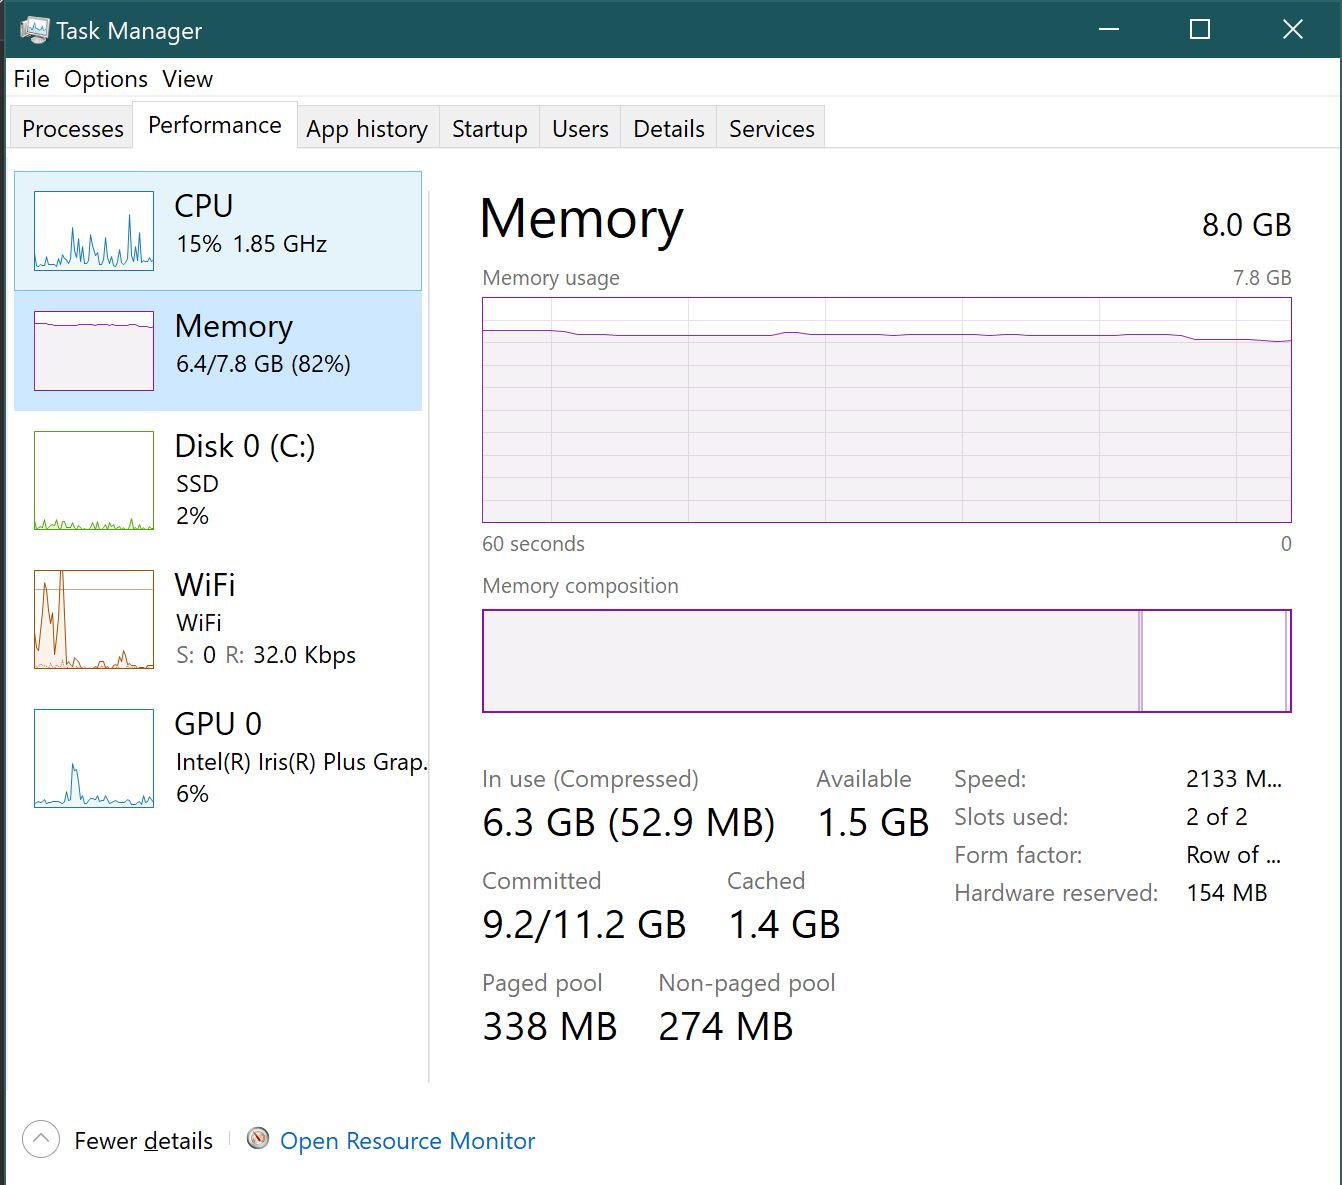 Task Manager
File Options View
Processes Performance App history Startup Users Details Services
CPU
15% 1.85 GHz
Memory
6.4/7.8 GB (82%)
Disk 0 (C:)
SSD
2%
WiFi
WiFi
S: 0 R: 32.0 Kbps
GPU 0
Intel(R) Iris(R) Plus Grap.
6%
Memory 8.0 GB
Memory usage 7.8 GB
60 seconds 0
Memory composition
In use (Compressed) Available
6.3 GB (52.9 MB) 1.5 GB
Committed Cached
9.2/11.2 GB 1.4 GB
Paged pool Non-paged pool
338 MB 274 MB
Speed: 2133 M...
Slots used: 2 of 2
Form factor: Row of ...
Hardware reserved: 154 MB
Fewer details Open Resource Monitor